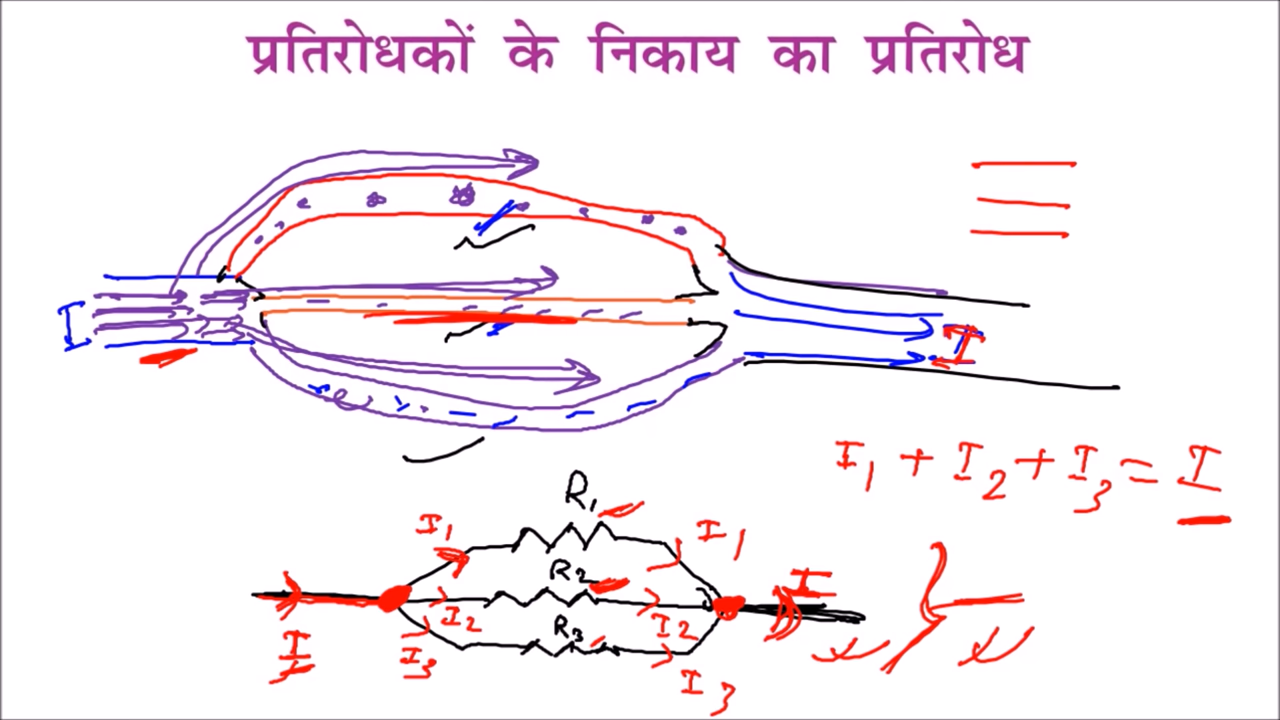 प्रतिरोधकों के निकाय का प्रतिरोध
I
I
I₁ + I₂ + I₃ = I
R₁
I₁ I₁
R₂
I
I₂ I₂
R₃
I
I₃
I₃